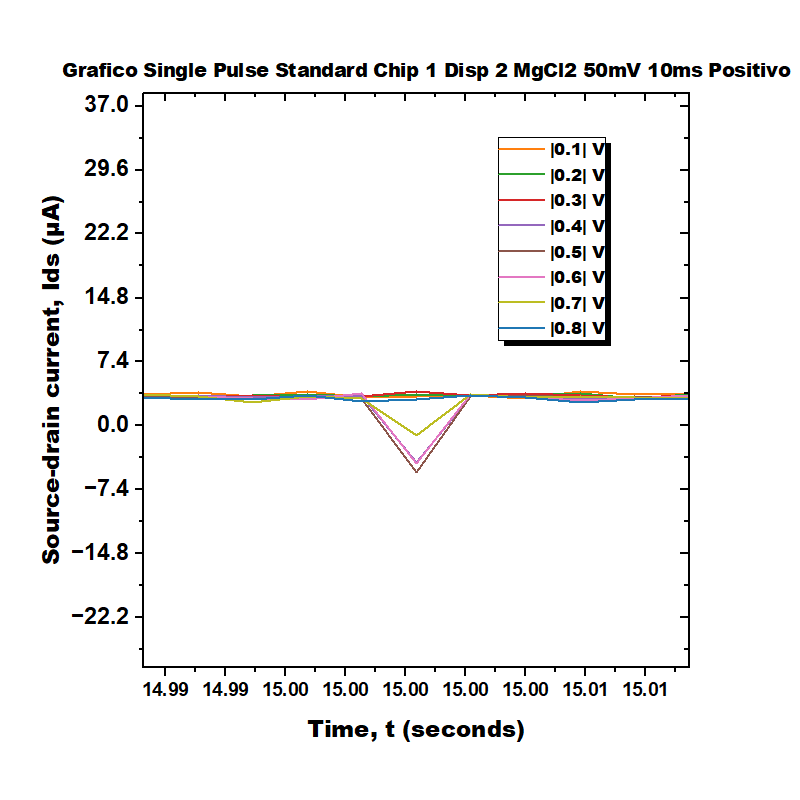 Grafico Single Pulse Standard Chip 1 Disp 2 MgCl2 50mV 10ms Positivo
37.0
29.6
22.2
14.8
7.4
0.0
−7.4
−14.8
−22.2
Source-drain current, Ids (µA)
|0.1| V
|0.2| V
|0.3| V
|0.4| V
|0.5| V
|0.6| V
|0.7| V
|0.8| V
14.99 14.99 15.00 15.00 15.00 15.00 15.00 15.01 15.01
Time, t (seconds)